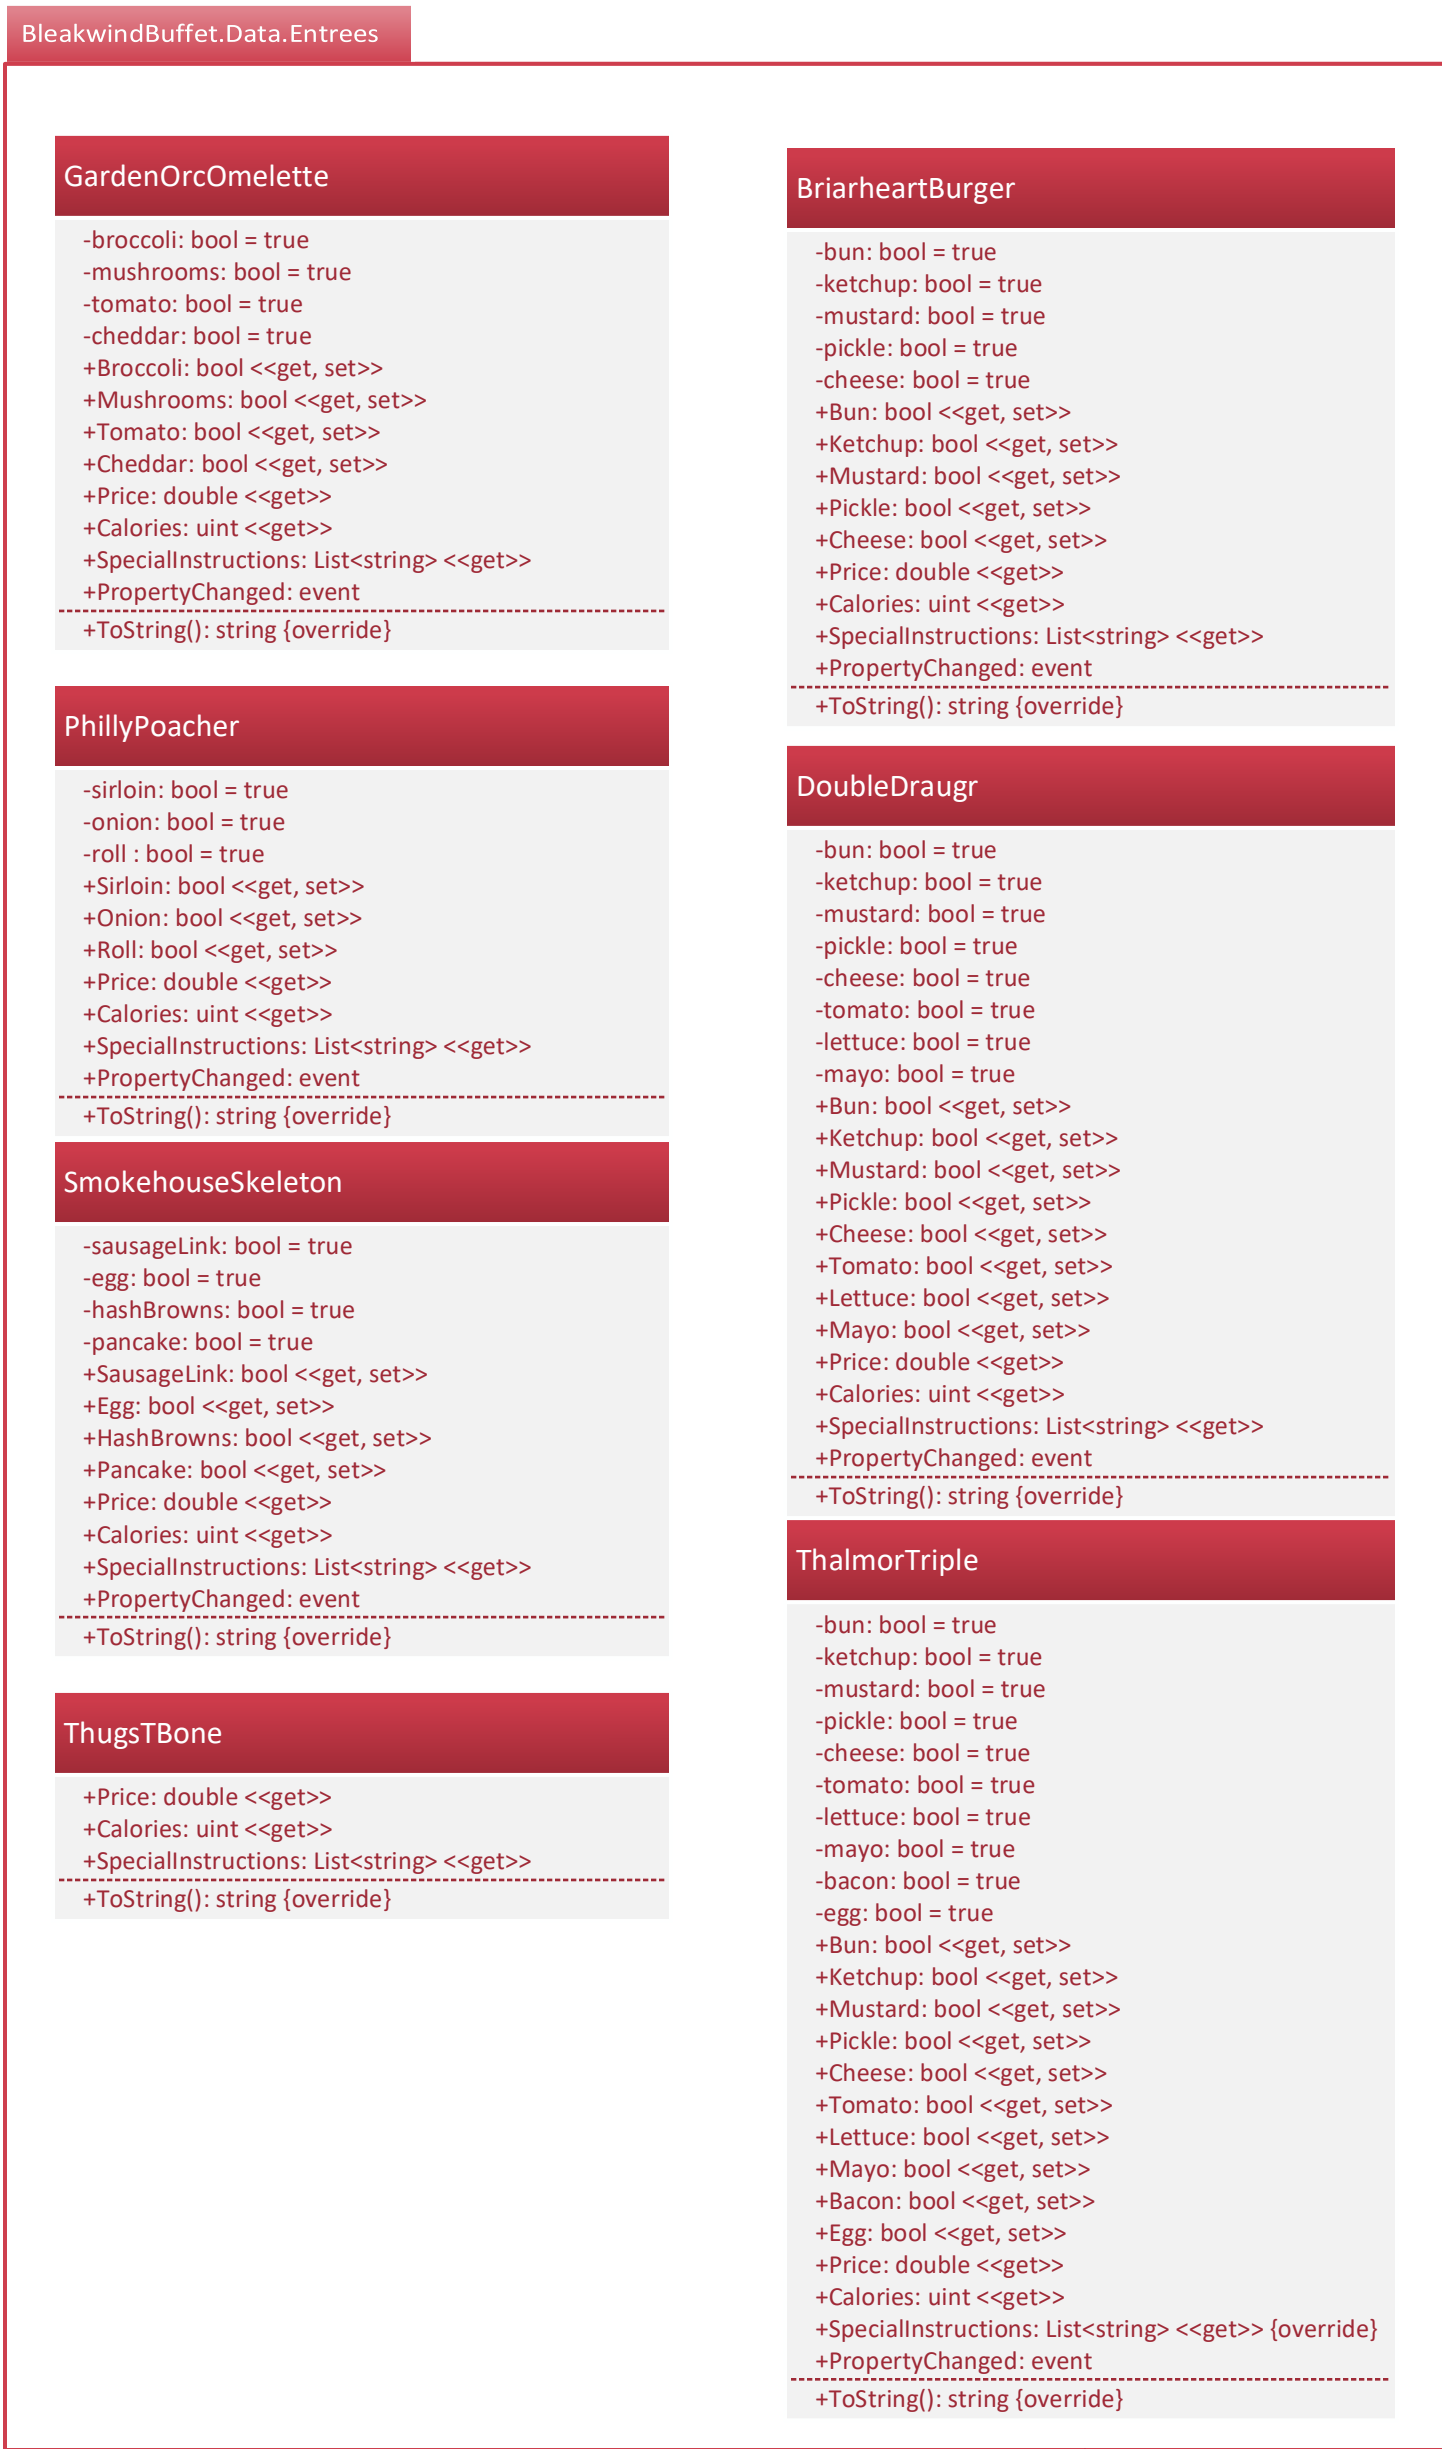 BleakwindBuffet.Data.Entrees
GardenOrcOmelette
-broccoli: bool = true
-mushrooms: bool = true
-tomato: bool = true
-cheddar: bool = true
+Broccoli: bool <<get, set>>
+Mushrooms: bool <<get, set>>
+Tomato: bool <<get, set>>
+Cheddar: bool <<get, set>>
+Price: double <<get>>
+Calories: uint <<get>>
+SpecialInstructions: List<string> <<get>>
+PropertyChanged: event
+ToString(): string {override}
PhillyPoacher
-sirloin: bool = true
-onion: bool = true
-roll : bool = true
+Sirloin: bool <<get, set>>
+Onion: bool <<get, set>>
+Roll: bool <<get, set>>
+Price: double <<get>>
+Calories: uint <<get>>
+SpecialInstructions: List<string> <<get>>
+PropertyChanged: event
+ToString(): string {override}
SmokehouseSkeleton
-sausageLink: bool = true
-egg: bool = true
-hashBrowns: bool = true
-pancake: bool = true
+SausageLink: bool <<get, set>>
+Egg: bool <<get, set>>
+HashBrowns: bool <<get, set>>
+Pancake: bool <<get, set>>
+Price: double <<get>>
+Calories: uint <<get>>
+SpecialInstructions: List<string> <<get>>
+PropertyChanged: event
+ToString(): string {override}
ThugsTBone
+Price: double <<get>>
+Calories: uint <<get>>
+SpecialInstructions: List<string> <<get>>
+ToString(): string {override}
BriarheartBurger
-bun: bool = true
-ketchup: bool = true
-mustard: bool = true
-pickle: bool = true
-cheese: bool = true
+Bun: bool <<get, set>>
+Ketchup: bool <<get, set>>
+Mustard: bool <<get, set>>
+Pickle: bool <<get, set>>
+Cheese: bool <<get, set>>
+Price: double <<get>>
+Calories: uint <<get>>
+SpecialInstructions: List<string> <<get>>
+PropertyChanged: event
+ToString(): string {override}
DoubleDraugr
-bun: bool = true
-ketchup: bool = true
-mustard: bool = true
-pickle: bool = true
-cheese: bool = true
-tomato: bool = true
-lettuce: bool = true
-mayo: bool = true
+Bun: bool <<get, set>>
+Ketchup: bool <<get, set>>
+Mustard: bool <<get, set>>
+Pickle: bool <<get, set>>
+Cheese: bool <<get, set>>
+Tomato: bool <<get, set>>
+Lettuce: bool <<get, set>>
+Mayo: bool <<get, set>>
+Price: double <<get>>
+Calories: uint <<get>>
+SpecialInstructions: List<string> <<get>>
+PropertyChanged: event
+ToString(): string {override}
ThalmorTriple
-bun: bool = true
-ketchup: bool = true
-mustard: bool = true
-pickle: bool = true
-cheese: bool = true
-tomato: bool = true
-lettuce: bool = true
-mayo: bool = true
-bacon: bool = true
-egg: bool = true
+Bun: bool <<get, set>>
+Ketchup: bool <<get, set>>
+Mustard: bool <<get, set>>
+Pickle: bool <<get, set>>
+Cheese: bool <<get, set>>
+Tomato: bool <<get, set>>
+Lettuce: bool <<get, set>>
+Mayo: bool <<get, set>>
+Bacon: bool <<get, set>>
+Egg: bool <<get, set>>
+Price: double <<get>>
+Calories: uint <<get>>
+SpecialInstructions: List<string> <<get>> {override}
+PropertyChanged: event
+ToString(): string {override}